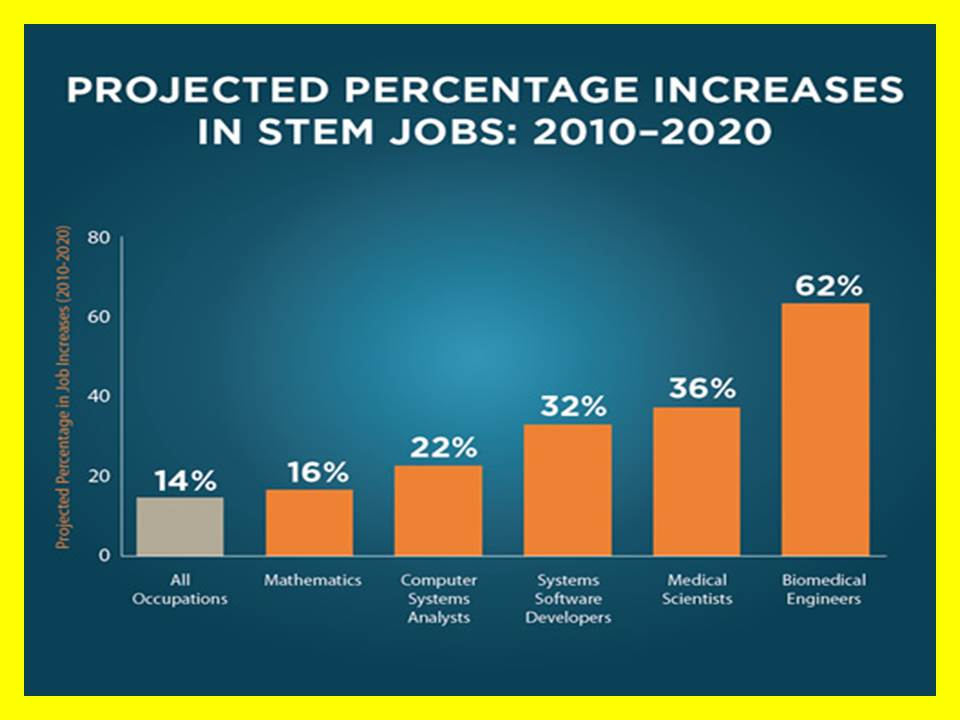 PROJECTED PERCENTAGE INCREASES
IN STEM JOBS: 2010–2020
Projected Percentage in Job Increases (2010-2020)
80
60
40
20
0
14%
16%
22%
32%
36%
62%
All
Occupations
Mathematics
Computer
Systems
Analysts
Systems
Software
Developers
Medical
Scientists
Biomedical
Engineers